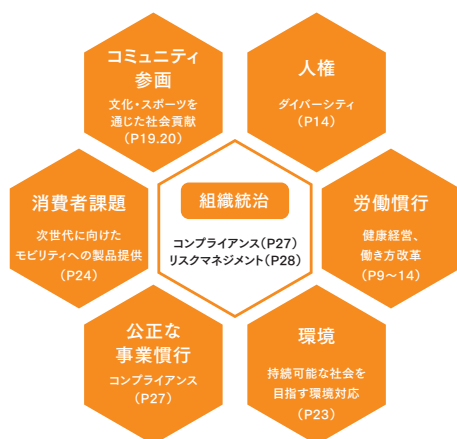 コミュニティ
参画
文化・スポーツを
通じた社会貢献
(P19.20)
人権
ダイバーシティ
(P14)
消費者課題
次世代に向けた
モビリティへの製品提供
(P24)
組織統治
コンプライアンス(P27)
リスクマネジメント(P28)
労働慣行
健康経営、
働き方改革
(P9〜14)
公正な
事業慣行
コンプライアンス
(P27)
環境
持続可能な社会を
目指す環境対応
(P23)